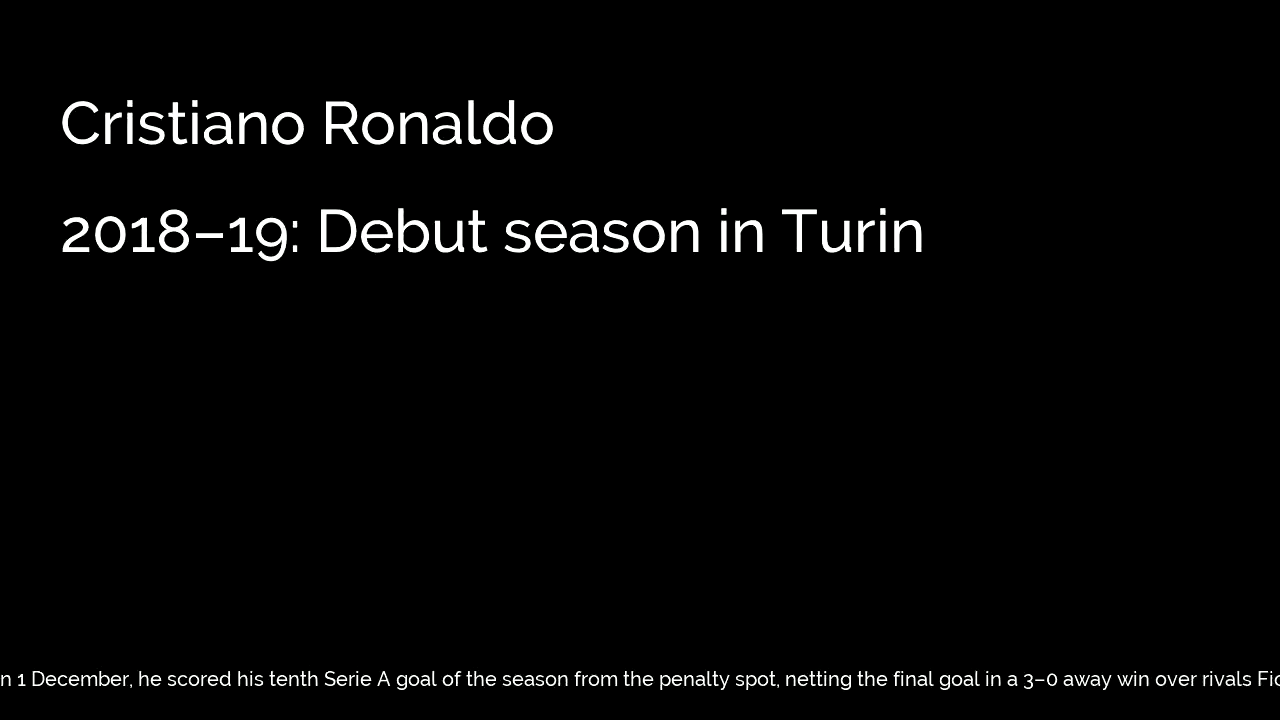 Cristiano Ronaldo
2018–19: Debut season in Turin
1 December, he scored his tenth Serie A goal of the season from the penalty spot, netting the final goal in a 3–0 away win over rivals